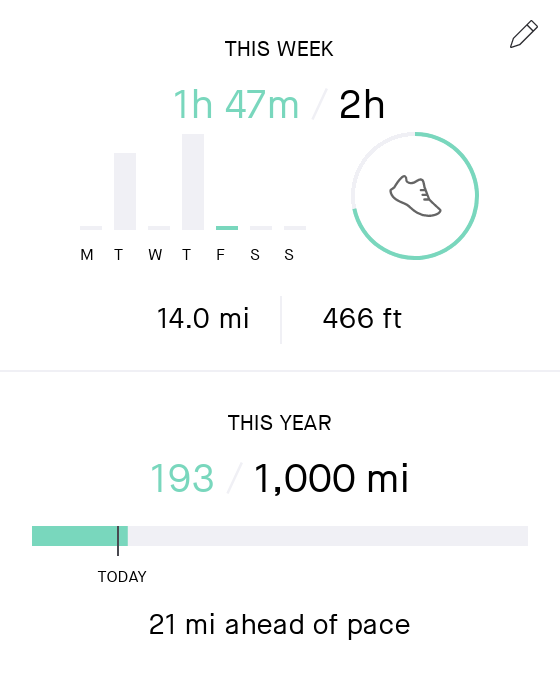 THIS WEEK
1h 47m / 2h
M T W T F S S
14.0 mi | 466 ft
THIS YEAR
193 / 1,000 mi
TODAY
21 mi ahead of pace